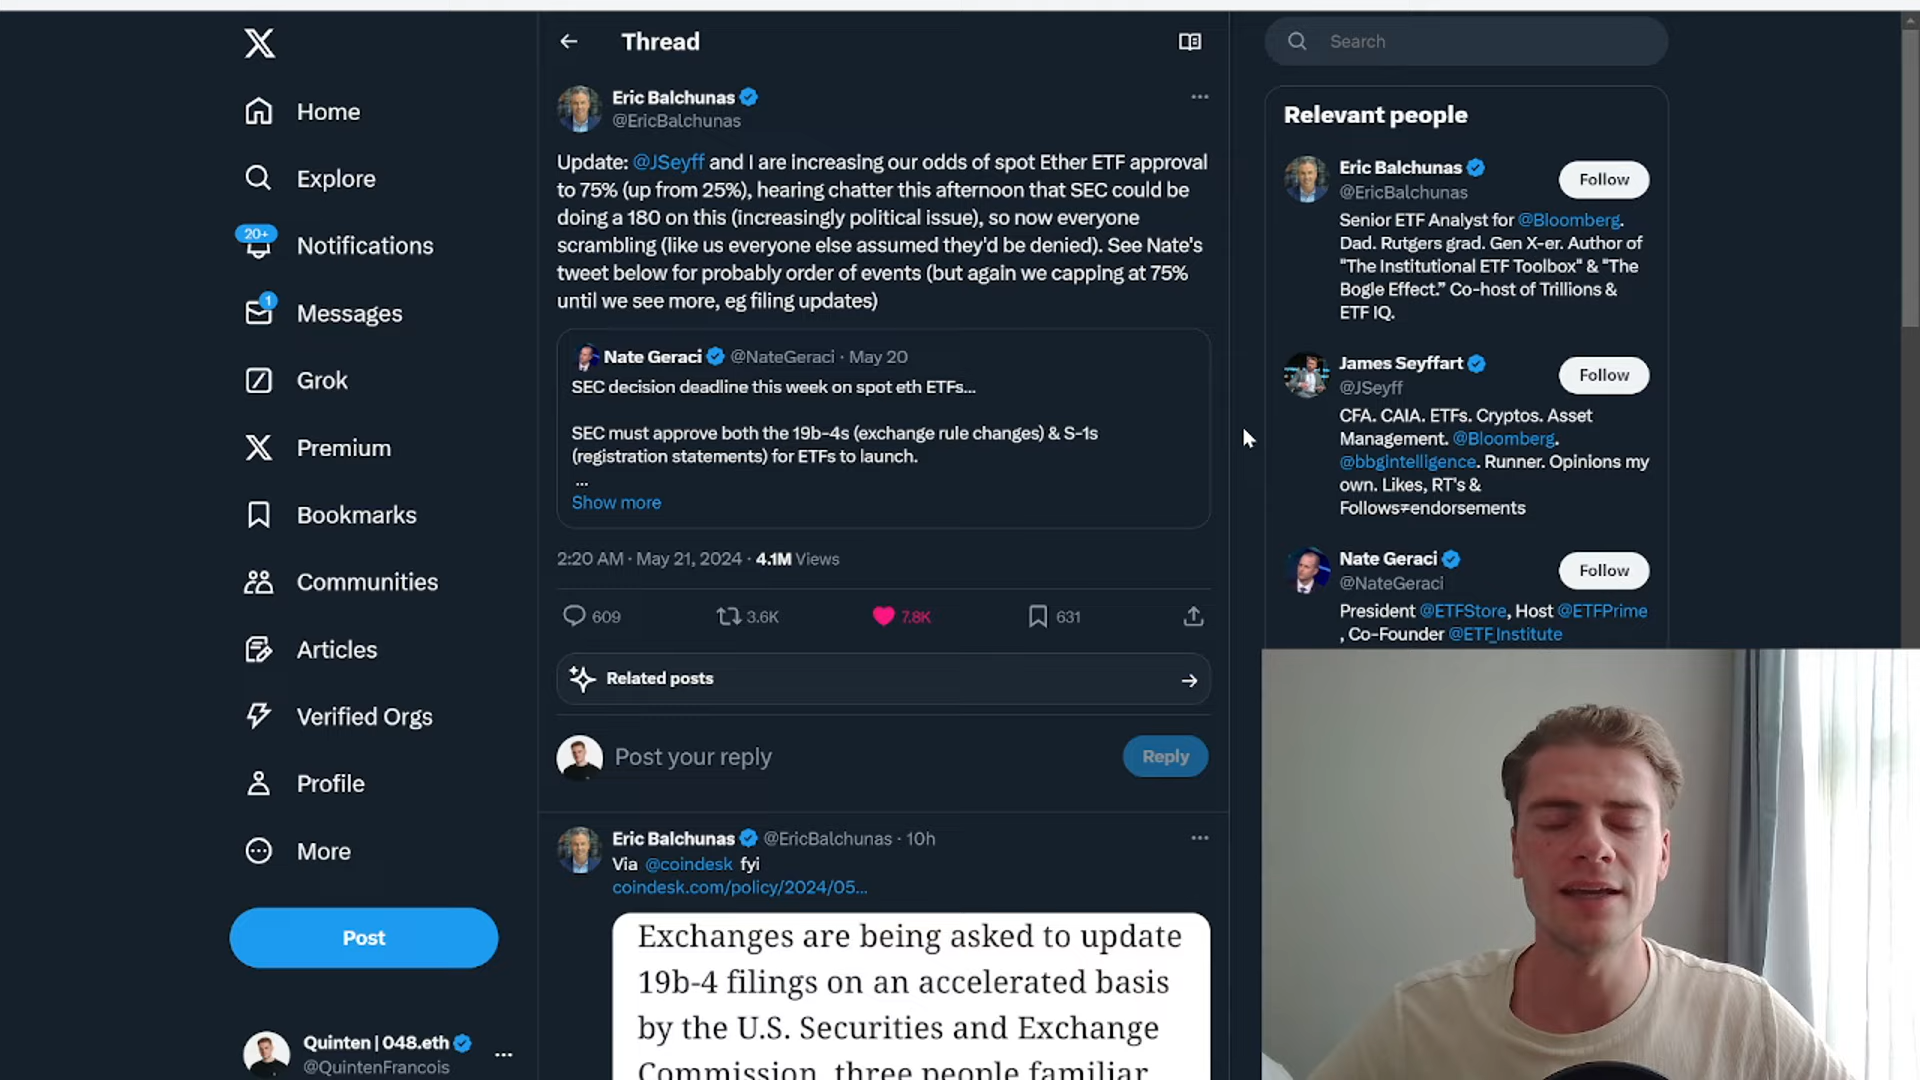 Home
Explore
20+
Notifications
1
Messages
Grok
Premium
Bookmarks
Communities
Articles
Verified Orgs
Profile
More
Post
Quinten | 048.eth
@QuintenFrancois
Thread
Eric Balchunas
@EricBalchunas
Update: @JSeyff and I are increasing our odds of spot Ether ETF approval
to 75% (up from 25%), hearing chatter this afternoon that SEC could be
doing a 180 on this (increasingly political issue), so now everyone
scrambling (like us everyone else assumed they'd be denied). See Nate's
tweet below for probably order of events (but again we capping at 75%
until we see more, eg filing updates)
Nate Geraci @NateGeraci · May 20
SEC decision deadline this week on spot eth ETFs...
SEC must approve both the 19b-4s (exchange rule changes) & S-1s
(registration statements) for ETFs to launch.
...
Show more
2:20 AM · May 21, 2024 · 4.1M Views
609 3.6K 7.8K 631
Related posts
Post your reply
Reply
Eric Balchunas @EricBalchunas · 10h
Via @coindesk fyi
coindesk.com/policy/2024/05...
Exchanges are being asked to update
19b-4 filings on an accelerated basis
by the U.S. Securities and Exchange
Commission, three people familiar
Search
Relevant people
Eric Balchunas
@EricBalchunas
Follow
Senior ETF Analyst for @Bloomberg.
Dad. Rutgers grad. Gen X-er. Author of
"The Institutional ETF Toolbox" & "The
Bogle Effect." Co-host of Trillions &
ETF IQ.
James Seyffart
@JSeyff
Follow
CFA. CAIA. ETFs. Cryptos. Asset
Management. @Bloomberg.
@bbgintelligence. Runner. Opinions my
own. Likes, RT's &
Follows≠endorsements
Nate Geraci
@NateGeraci
Follow
President @ETFStore, Host @ETFPrime
, Co-Founder @ETF_Institute